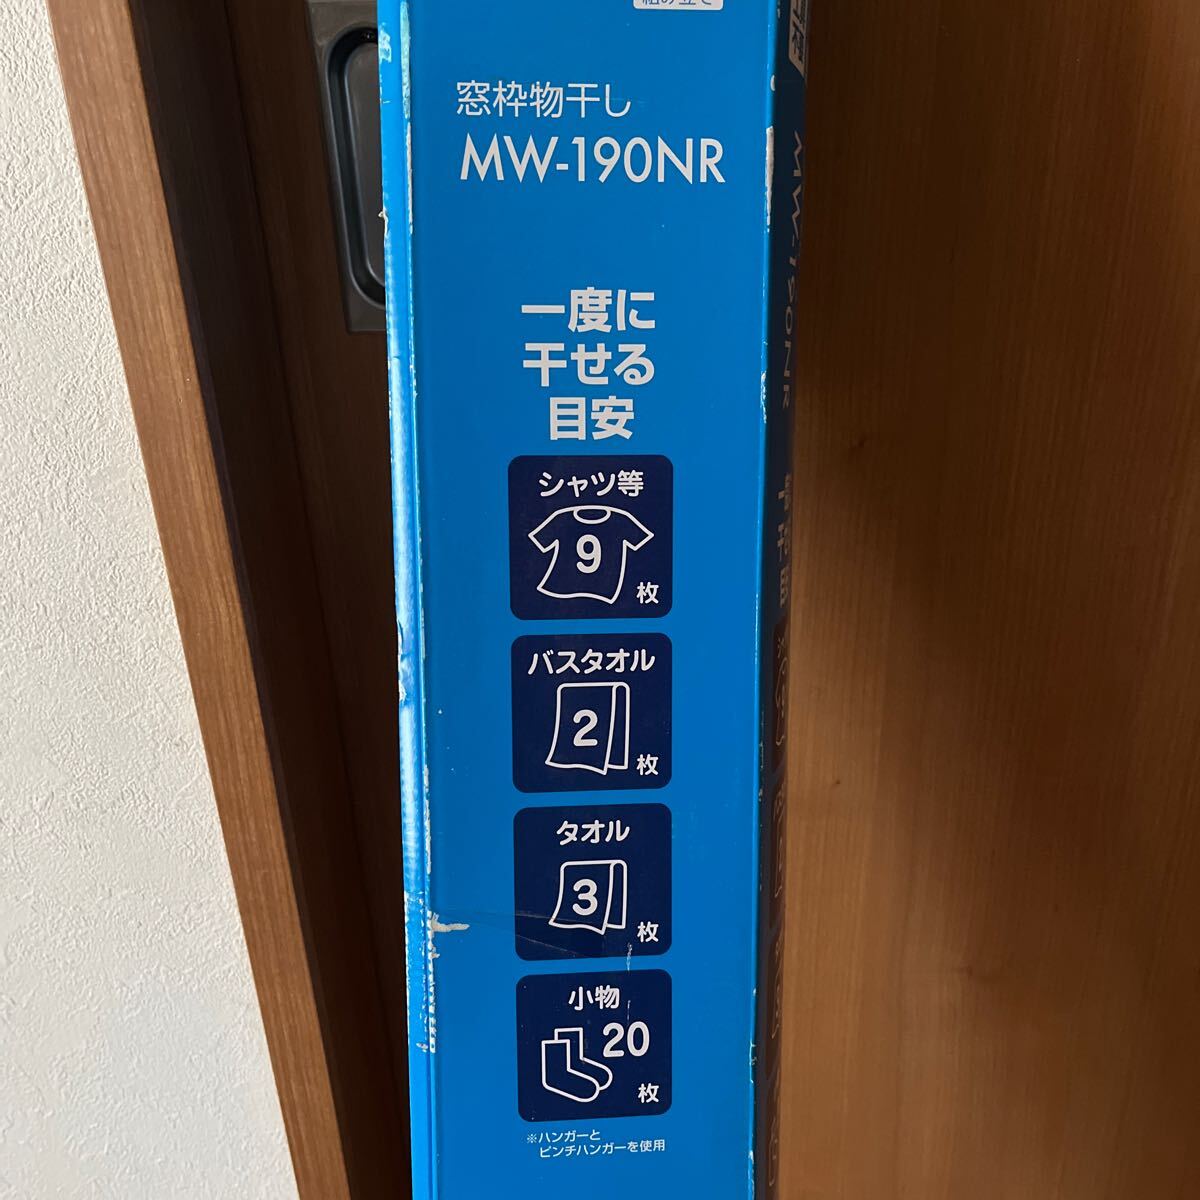 窓枠物干し
MW-190NR
一度に
干せる
目安
シャツ等
9
枚
バスタオル
2
枚
タオル
3
枚
小物
20
枚
※ハンガーと
ピンチハンガーを使用
MW-190NR